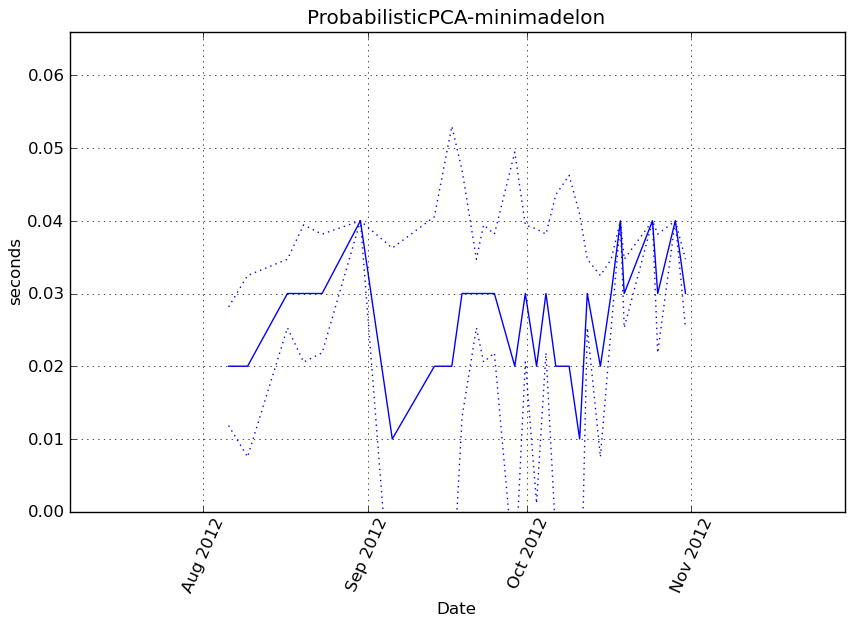 ProbabilisticPCA-minimadelon
0.06
0.05
0.04
0.03
0.02
0.01
0.00
seconds
Aug 2012
Sep 2012
Oct 2012
Nov 2012
Date